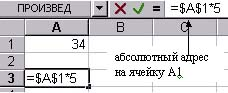 ПРОИЗВЕД
=$A$1*5
A
B
C
1
34
2
3
=$A$1*5
абсолютный адрес
на ячейку A1